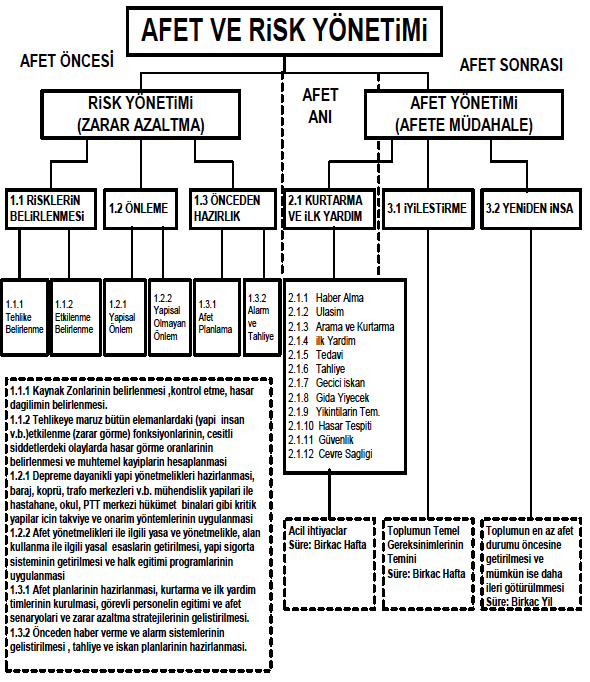 AFET VE RiSK YÖNETiMi
AFET ÖNCESİ
AFET SONRASI
RiSK YÖNETiMi
(ZARAR AZALTMA)
AFET
ANI
AFET YÖNETiMi
(AFETE MÜDAHALE)
1.1 RiSKLERiN
BELIRLENMESi
1.2 ÖNLEME
1.3 ÖNCEDEN
HAZIRLIK
2.1 KURTARMA
VE iLK YARDIM
3.1 iYiLESTiRME
3.2 YENiDEN iNSA
1.1.1
Tehlike
Belirlenme
1.1.2
Etkilenme
Belirlenme
1.2.1
Yapisal
Önlem
1.2.2
Yapisal
Olmayan
Önlem
1.3.1
Afet
Planlama
1.3.2
Alarm
ve
Tahliye
2.1.1 Haber Alma
2.1.2 Ulasim
2.1.3 Arama ve Kurtarma
2.1.4 ilk Yardim
2.1.5 Tedavi
2.1.6 Tahliye
2.1.7 Gecici iskan
2.1.8 Gida Yiyecek
2.1.9 Yikintilarin Tem.
2.1.10 Hasar Tespiti
2.1.11 Güvenlik
2.1.12 Cevre Sagligi
1.1.1 Kaynak Zonlarinin belirlenmesi ,kontrol etme, hasar
dagilimin belirlenmesi.
1.1.2 Tehlikeye maruz bütün elemanlardaki (yapi insan
v.b.)etkilenme (zarar görme) fonksiyonlarinin, cesitli
siddetlerdeki olaylarda hasar görme oranlarinin
belirlenmesi ve muhtemel kayiplarin hesaplanmasi
1.2.1 Depreme dayanikli yapi yönetmelikleri hazirlanmasi,
baraj, koprü, trafo merkezleri v.b. mühendislik yapilari ile
hastahane, okul, PTT merkezi hükümet binalari gibi kritik
yapilar icin takviye ve onarim yöntemlerinin uygulanmasi
1.2.2 Afet yönetmelikleri ile ilgili yasa ve yönetmelikle, alan
kullanma ile ilgili yasal esaslarin getirilmesi, yapi sigorta
sisteminin getirilmesi ve halk egitimi programlarinin
uygulanmasi
1.3.1 Afet planlarinin hazirlanmasi, kurtarma ve ilk yardim
timlerinin kurulmasi, görevli personelin egitimi ve afet
senaryolari ve zarar azaltma stratejilerinin gelistirilmesi.
1.3.2 Önceden haber verme ve alarm sistemlerinin
gelistirilmesi , tahliye ve iskan planlarinin hazirlanmasi.
Acil ihtiyaclar
Süre: Birkac Hafta
Toplumun Temel
Gereksinimlerinin
Temini
Süre: Birkac Hafta
Toplumun en az afet
durumu öncesine
getirilmesi ve
mümkün ise daha
ileri götürülmmesi
Süre: Birkac Yil